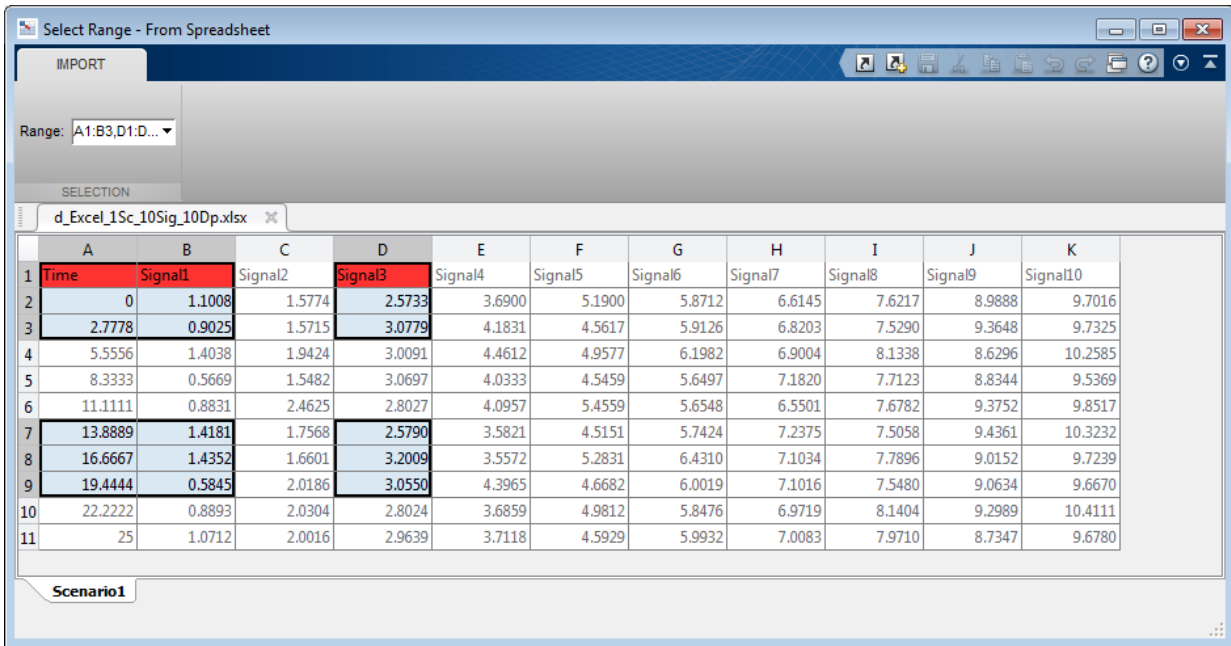 Select Range - From Spreadsheet
IMPORT
Range: A1:B3,D1:D...
SELECTION
d_Excel_1Sc_10Sig_10Dp.xlsx
A B C D E F G H I J K
1 Time Signal1 Signal2 Signal3 Signal4 Signal5 Signal6 Signal7 Signal8 Signal9 Signal10
2 0 1.1008 1.5774 2.5733 3.6900 5.1900 5.8712 6.6145 7.6217 8.9888 9.7016
3 2.7778 0.9025 1.5715 3.0779 4.1831 4.5617 5.9126 6.8203 7.5290 9.3648 9.7325
4 5.5556 1.4038 1.9424 3.0091 4.4612 4.9577 6.1982 6.9004 8.1338 8.6296 10.2585
5 8.3333 0.5669 1.5482 3.0697 4.0333 4.5459 5.6497 7.1820 7.7123 8.8344 9.5369
6 11.1111 0.8831 2.4625 2.8027 4.0957 5.4559 5.6548 6.5501 7.6782 9.3752 9.8517
7 13.8889 1.4181 1.7568 2.5790 3.5821 4.5151 5.7424 7.2375 7.5058 9.4361 10.3232
8 16.6667 1.4352 1.6601 3.2009 3.5572 5.2831 6.4310 7.1034 7.7896 9.0152 9.7239
9 19.4444 0.5845 2.0186 3.0550 4.3965 4.6682 6.0019 7.1016 7.5480 9.0634 9.6670
10 22.2222 0.8893 2.0304 2.8024 3.6859 4.9812 5.8476 6.9719 8.1404 9.2989 10.4111
11 25 1.0712 2.0016 2.9639 3.7118 4.5929 5.9932 7.0083 7.9710 8.7347 9.6780
Scenario1